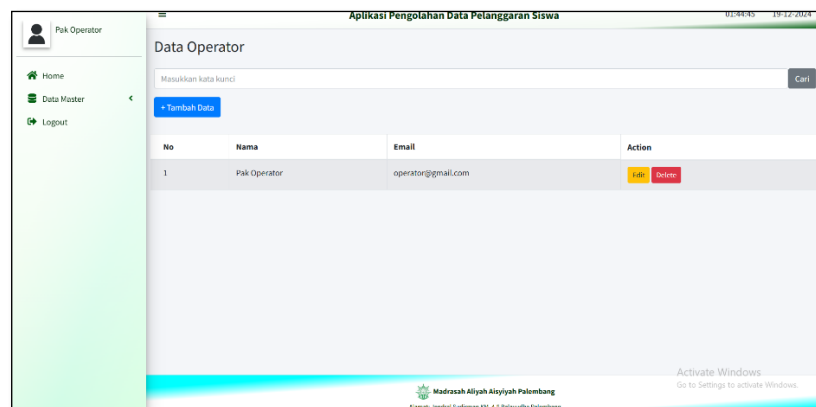 Pak Operator
Home
Data Master
Logout
Aplikasi Pengolahan Data Pelanggaran Siswa
01:44:45 19-12-2024
Data Operator
Masukkan kata kunci
Cari
+ Tambah Data
No Nama Email Action
1 Pak Operator operator@gmail.com Edit Delete
Activate Windows
Go to Settings to activate Windows.
Madrasah Aliyah Aisyiyah Palembang